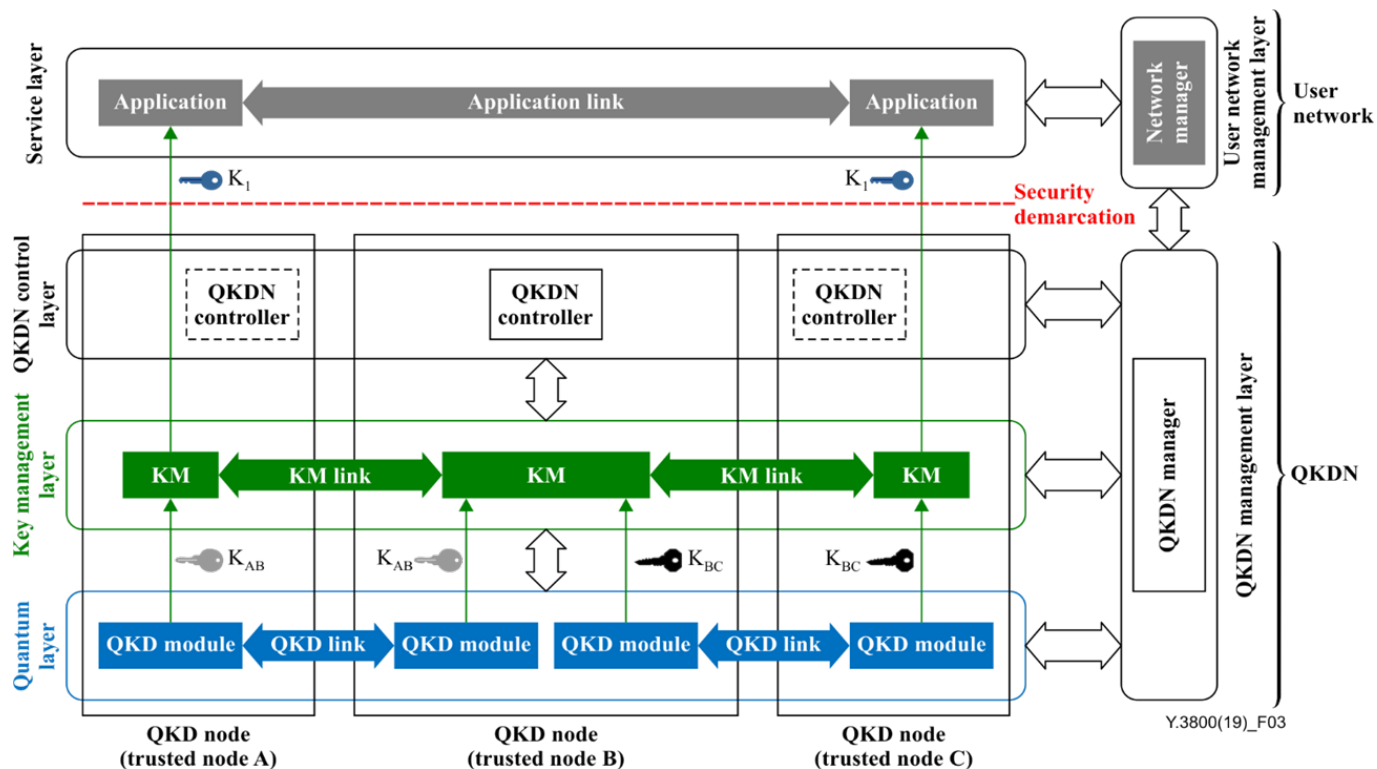 Service layer
Application
Application link
Application
Network
manager
User network
management layer
User
network
K1
K1
Security
demarcation
QKDN control
layer
QKDN
controller
QKDN
controller
QKDN
controller
Key management
layer
KM
KM link
KM
KM link
KM
QKDN manager
QKDN management layer
QKDN
KAB
KAB
KBC
KBC
Quantum
layer
QKD module
QKD link
QKD module
QKD module
QKD link
QKD module
Y.3800(19)_F03
QKD node
(trusted node A)
QKD node
(trusted node B)
QKD node
(trusted node C)